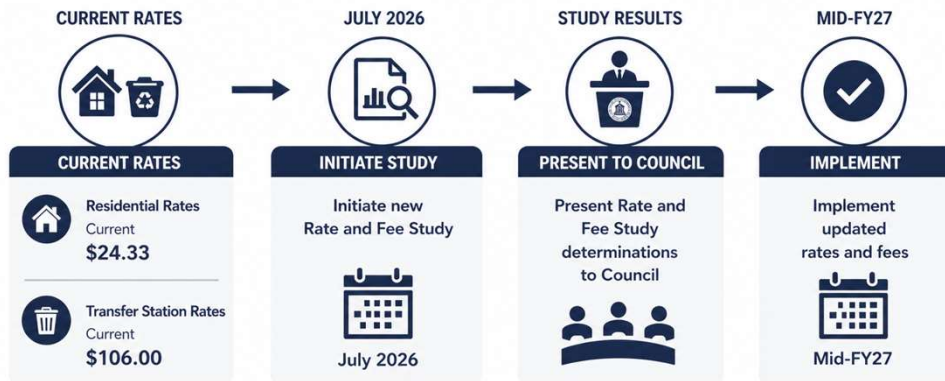 CURRENT RATES
JULY 2026
STUDY RESULTS
MID-FY27
CURRENT RATES
Residential Rates
Current
$24.33
Transfer Station Rates
Current
$106.00
INITIATE STUDY
Initiate new
Rate and Fee Study
July 2026
PRESENT TO COUNCIL
Present Rate and
Fee Study
determinations
to Council
IMPLEMENT
Implement
updated
rates and fees
Mid-FY27